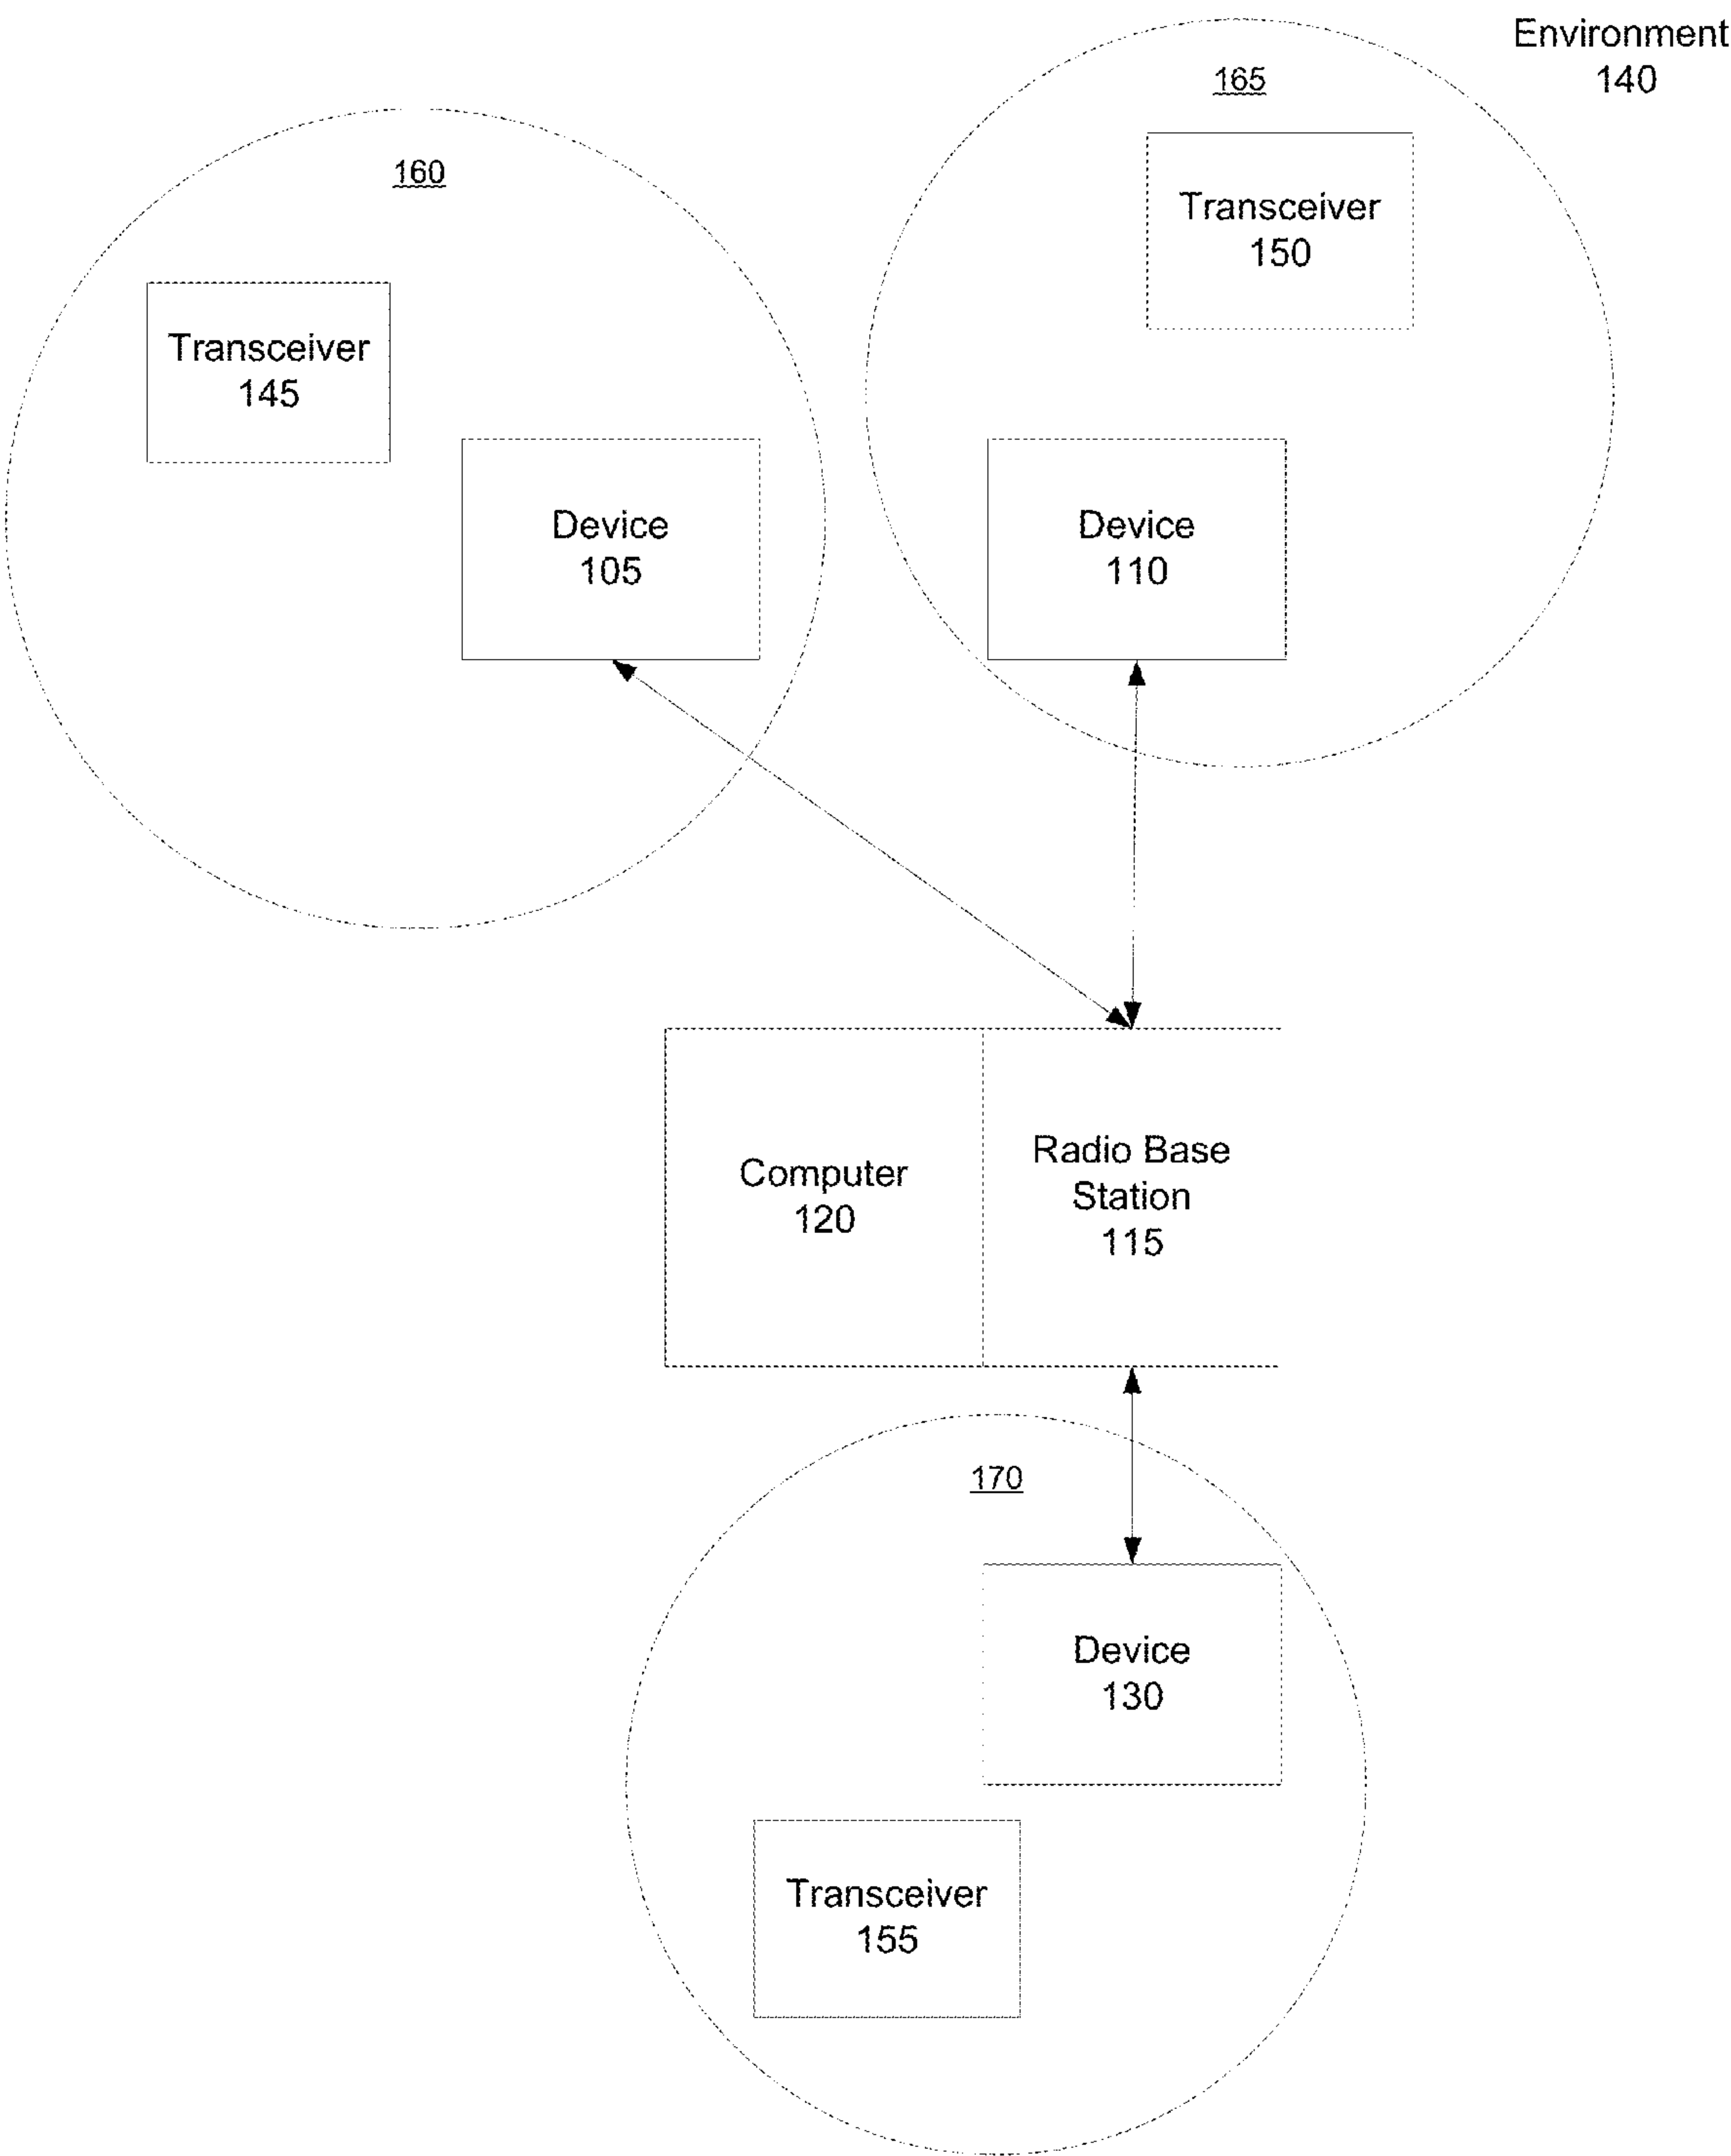 Environment
140
165
160
Transceiver
150
Transceiver
145
Device
105
Device
110
Computer
120
Radio Base
Station
115
170
Device
130
Transceiver
155